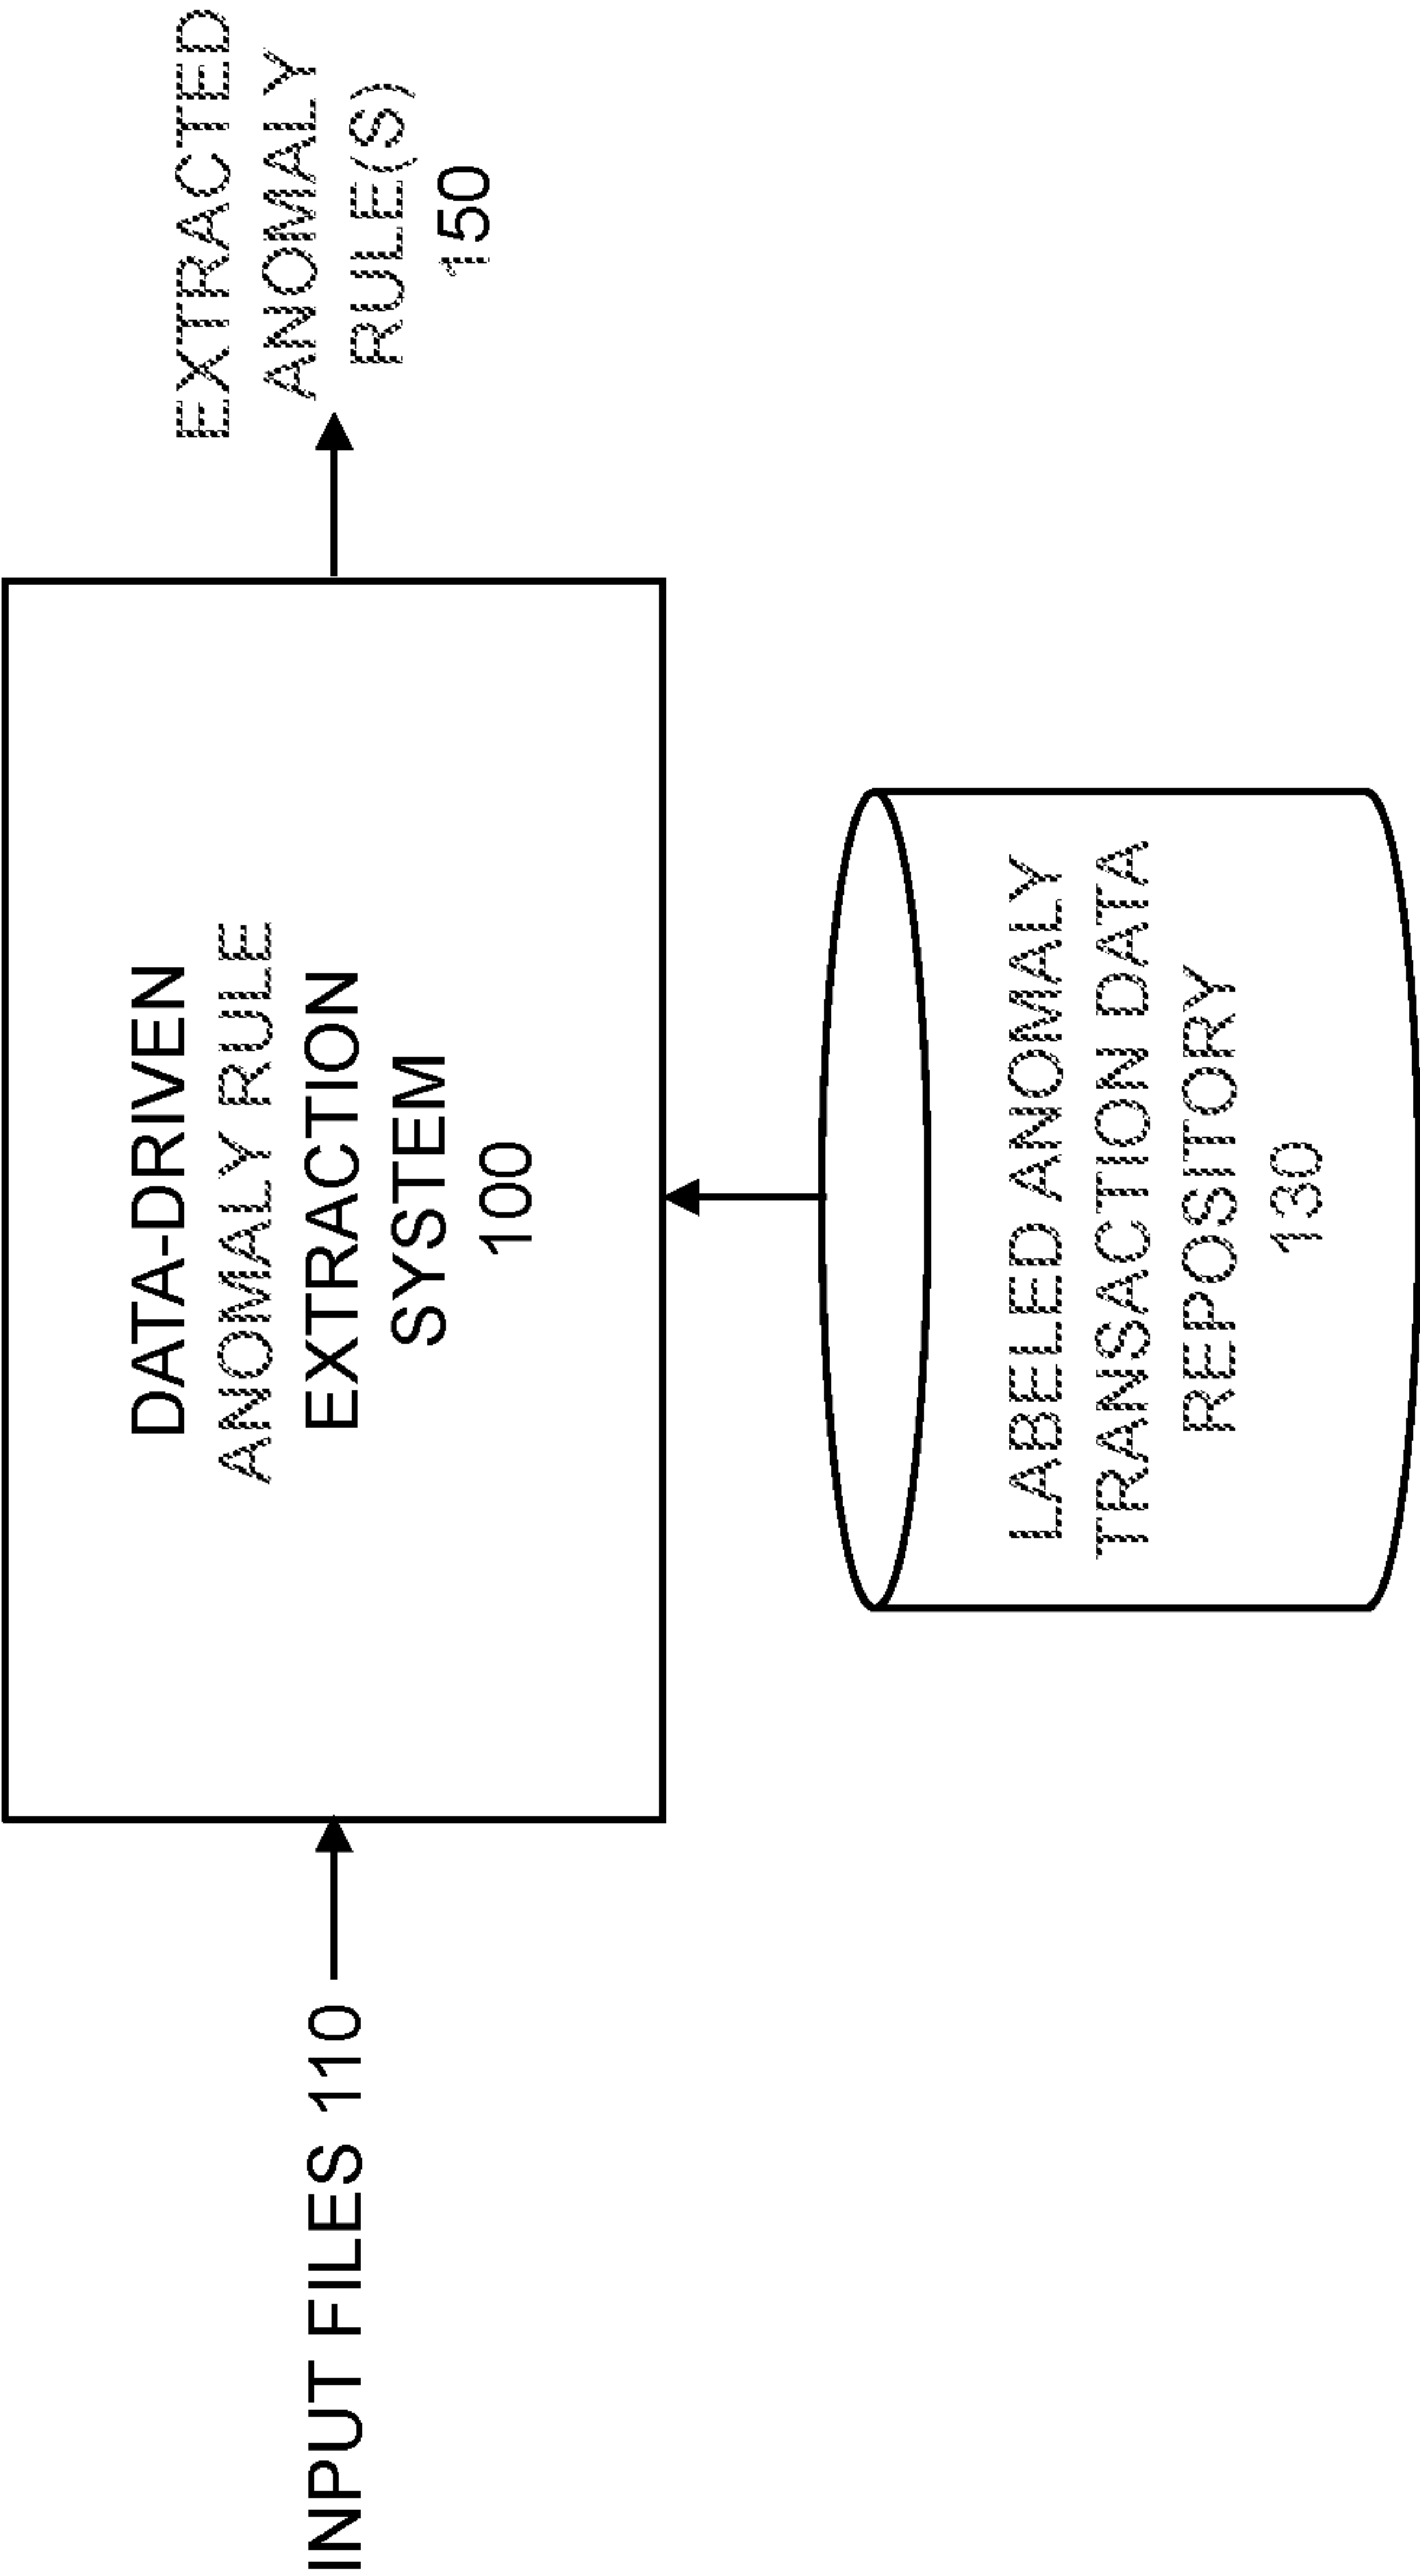 INPUT FILES 110
DATA-DRIVEN
ANOMALY RULE
EXTRACTION
SYSTEM
100
EXTRACTED
ANOMALY
RULE(S)
150
LABELED ANOMALY
TRANSACTION DATA
REPOSITORY
130